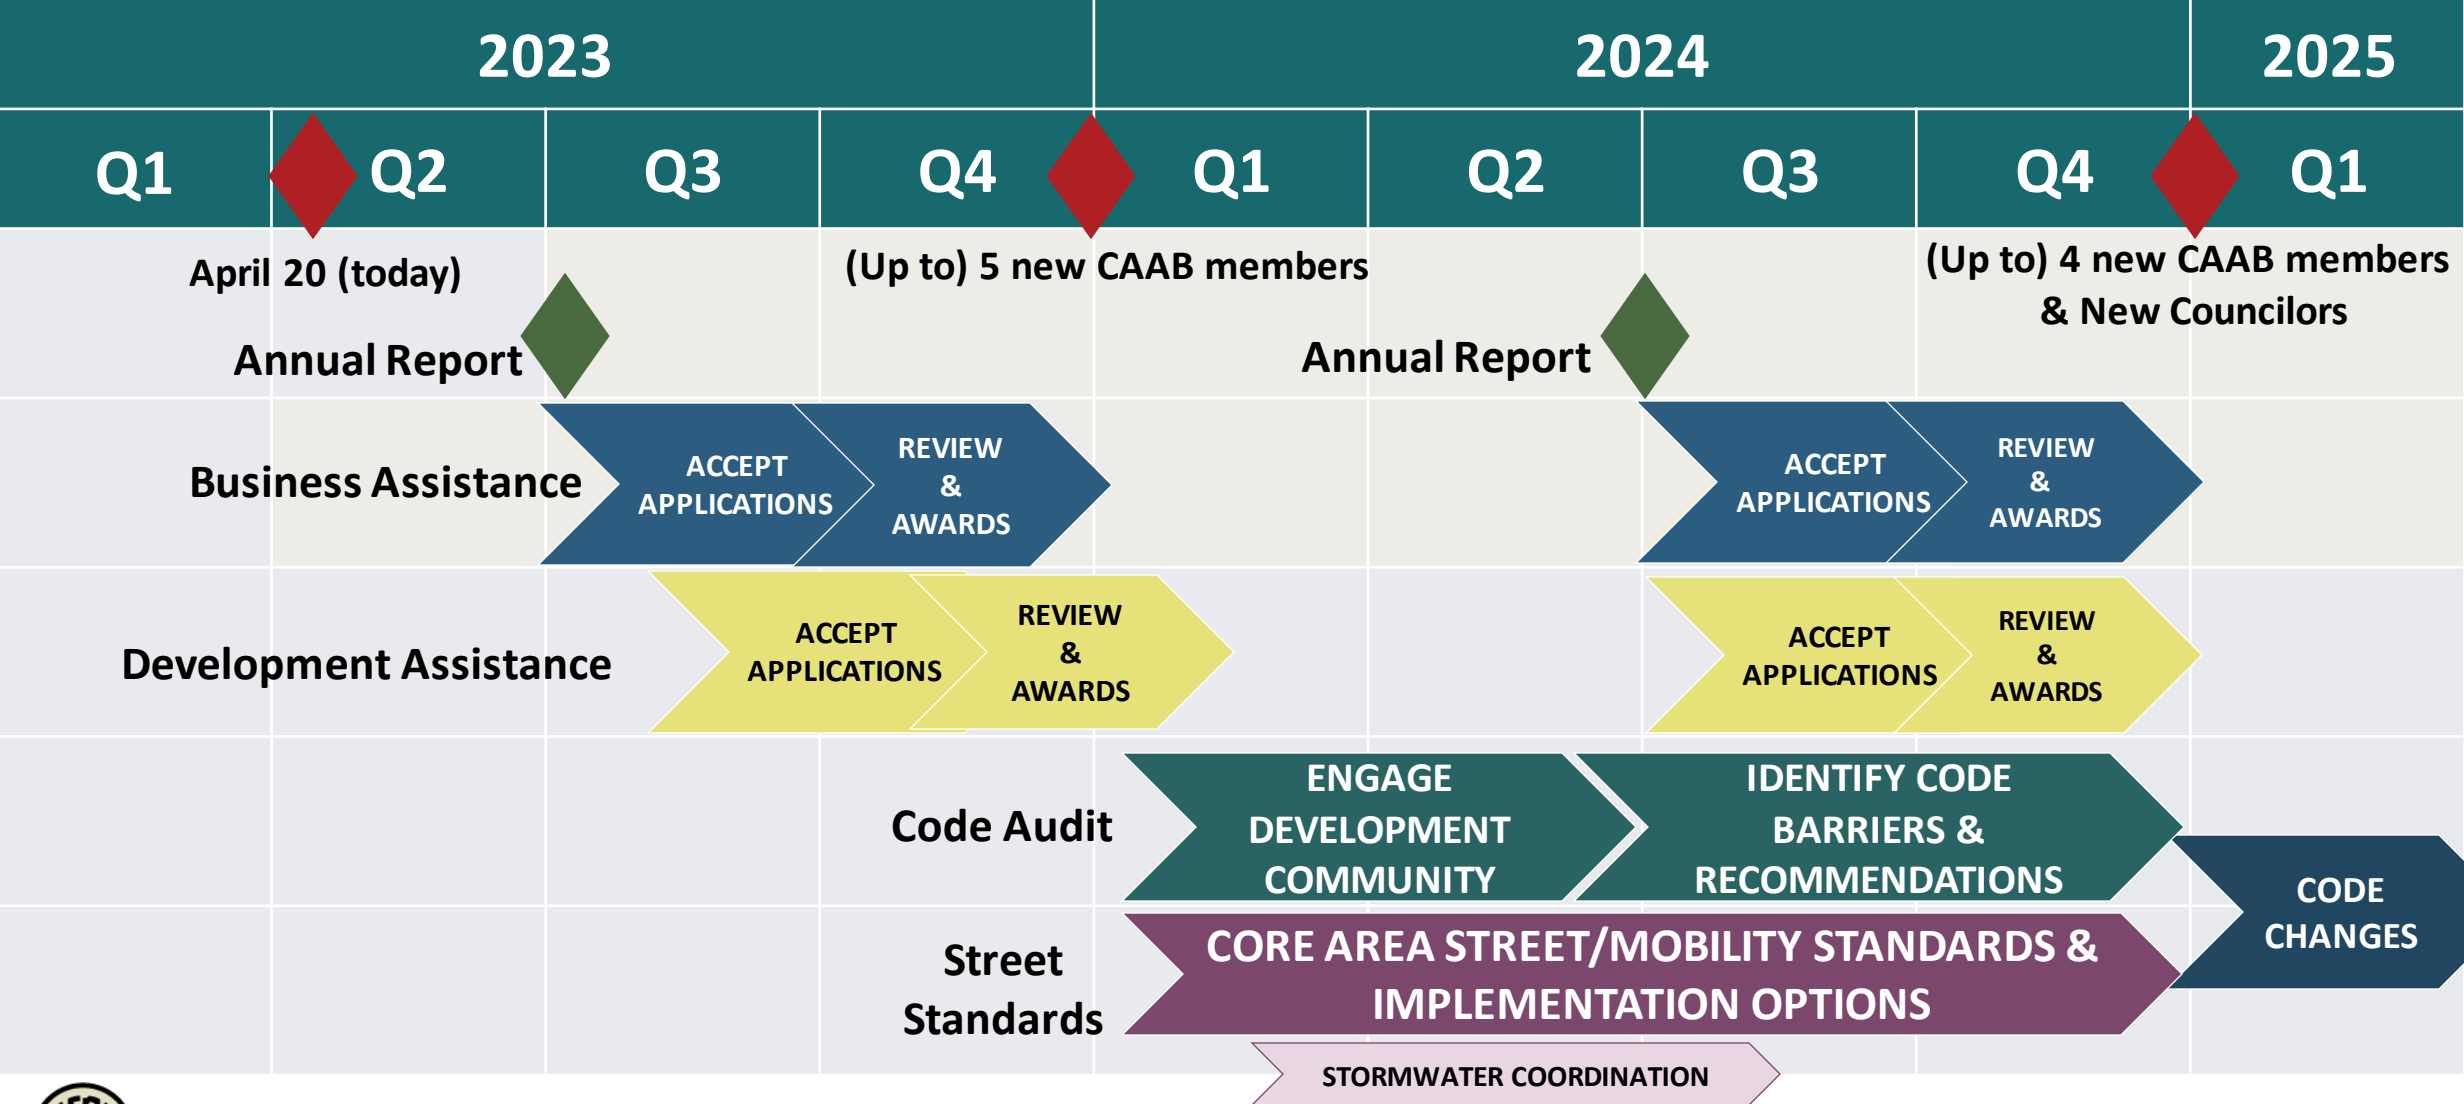 2023
2024
2025
Q1
Q2
Q3
Q4
Q1
Q2
Q3
Q4
Q1
April 20 (today)
(Up to) 5 new CAAB members
(Up to) 4 new CAAB members
& New Councilors
Annual Report
Annual Report
Business Assistance
ACCEPT
APPLICATIONS
REVIEW
&
AWARDS
ACCEPT
APPLICATIONS
REVIEW
&
AWARDS
Development Assistance
ACCEPT
APPLICATIONS
REVIEW
&
AWARDS
ACCEPT
APPLICATIONS
REVIEW
&
AWARDS
Code Audit
ENGAGE
DEVELOPMENT
COMMUNITY
IDENTIFY CODE
BARRIERS &
RECOMMENDATIONS
CODE
CHANGES
Street
Standards
CORE AREA STREET/MOBILITY STANDARDS &
IMPLEMENTATION OPTIONS
STORMWATER COORDINATION